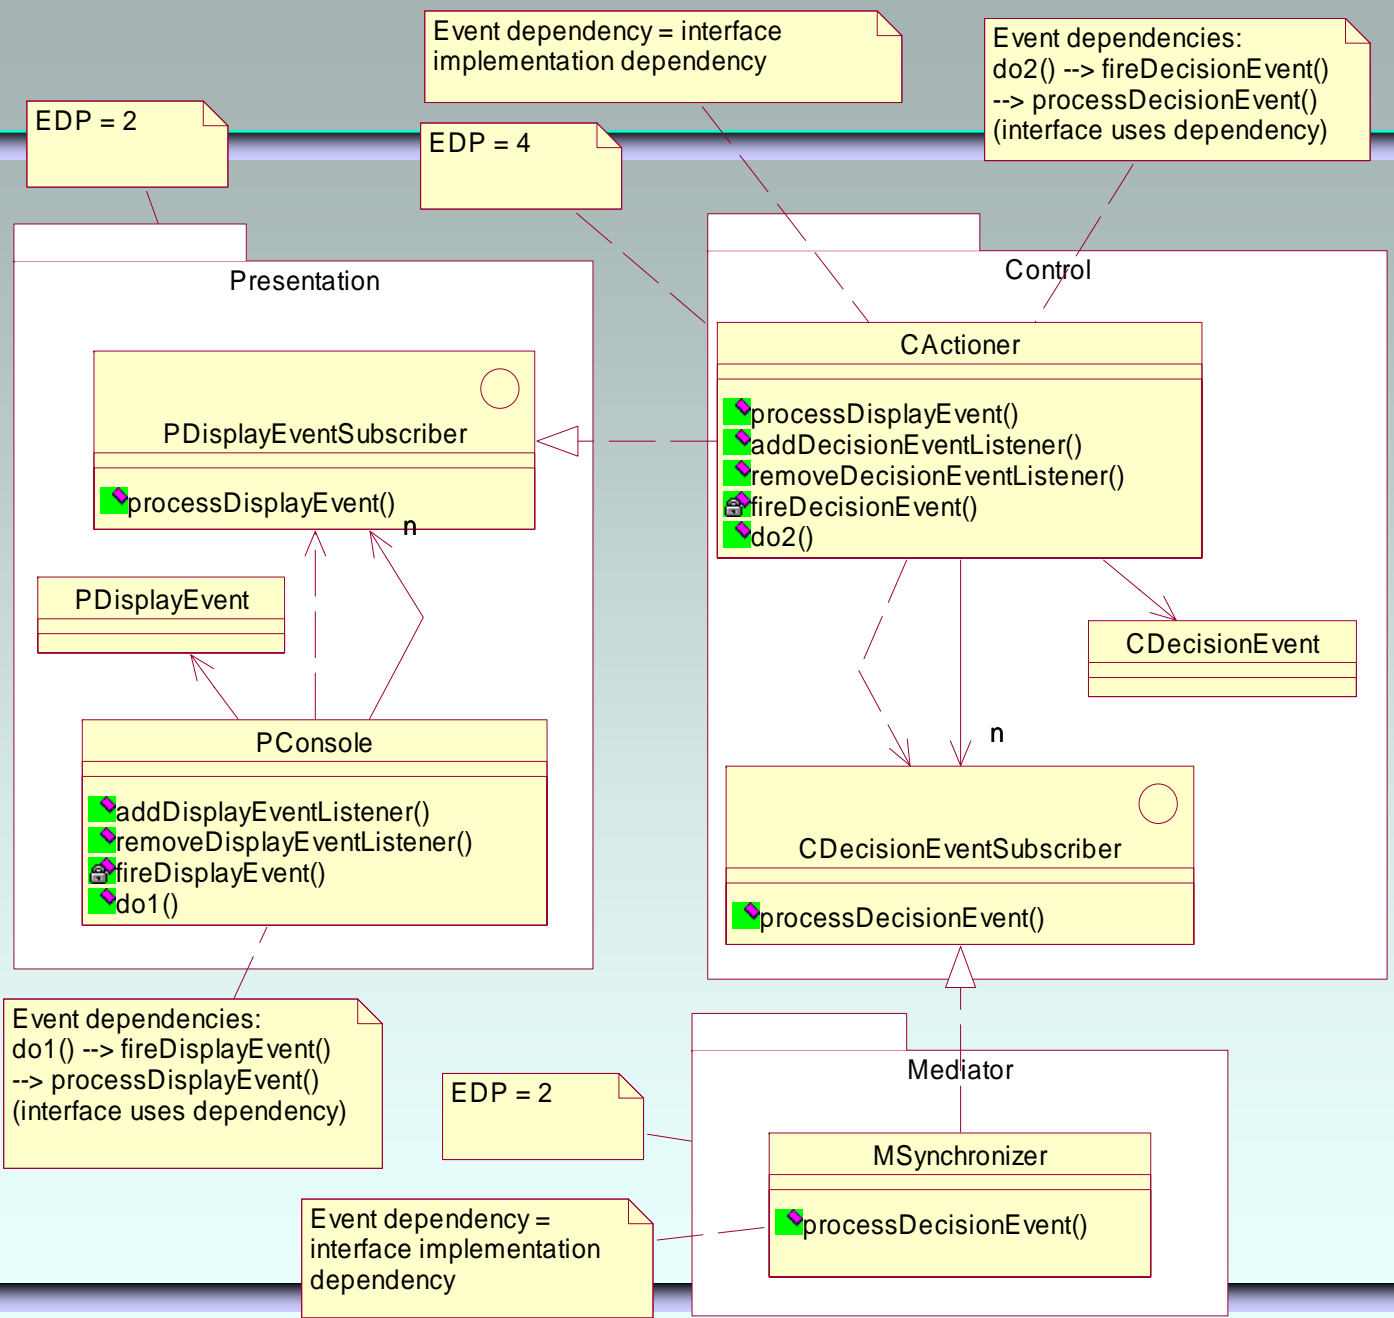 Event dependency = interface
implementation dependency
Event dependencies:
do2() --> fireDecisionEvent()
--> processDecisionEvent()
(interface uses dependency)
EDP = 2
EDP = 4
Presentation
Control
PDisplayEventSubscriber
processDisplayEvent()
n
PDisplayEvent
PConsole
addDisplayEventListener()
removeDisplayEventListener()
fireDisplayEvent()
do1()
CActioner
processDisplayEvent()
addDecisionEventListener()
removeDecisionEventListener()
fireDecisionEvent()
do2()
CDecisionEvent
n
CDecisionEventSubscriber
processDecisionEvent()
Event dependencies:
do1() --> fireDisplayEvent()
--> processDisplayEvent()
(interface uses dependency)
EDP = 2
Mediator
MSynchronizer
processDecisionEvent()
Event dependency =
interface implementation
dependency